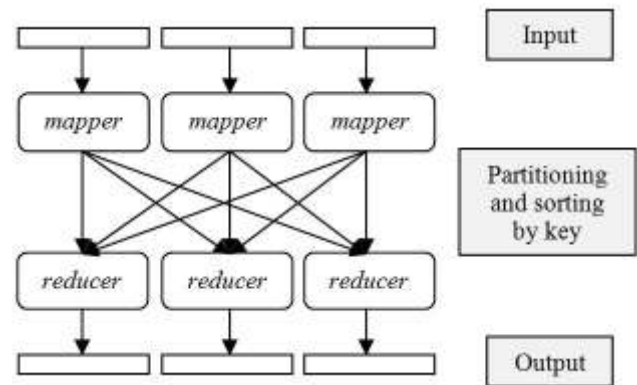 Input
mapper mapper mapper
Partitioning
and sorting
by key
reducer reducer reducer
Output